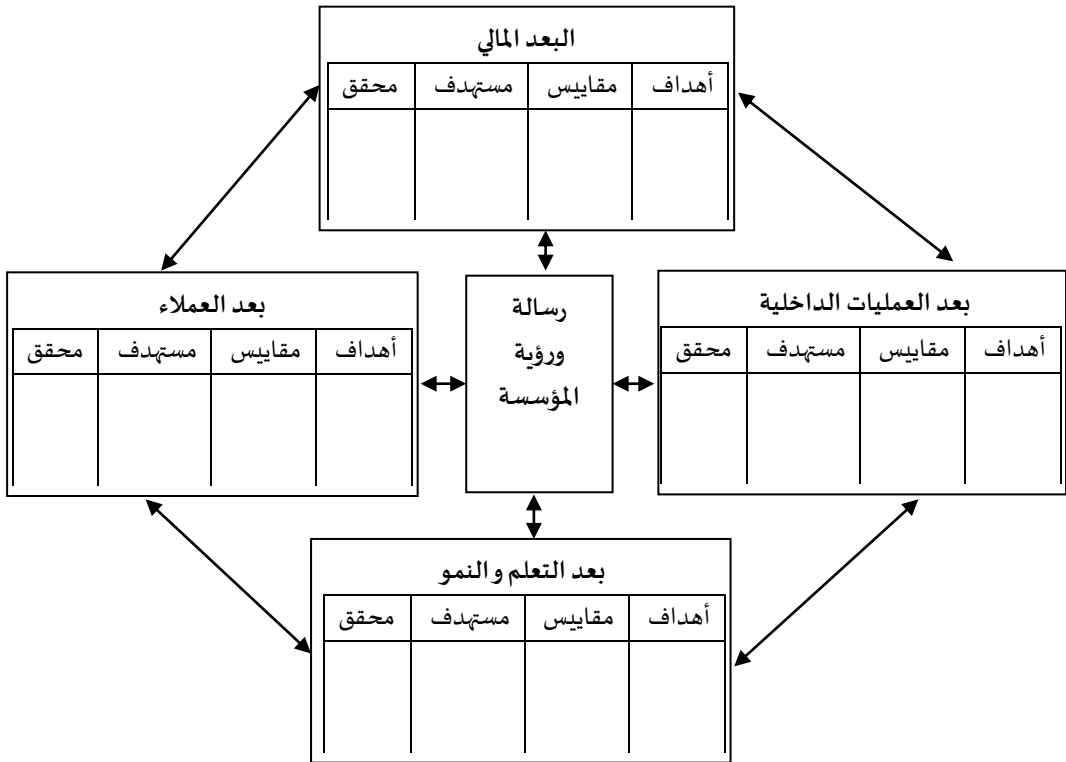 البعد المالي
أهداف مقاييس مستهدف محقق
بعد العمليات الداخلية
أهداف مقاييس مستهدف محقق
رسالة
ورؤية
المؤسسة
بعد العملاء
أهداف مقاييس مستهدف محقق
بعد التعلم والنمو
أهداف مقاييس مستهدف محقق